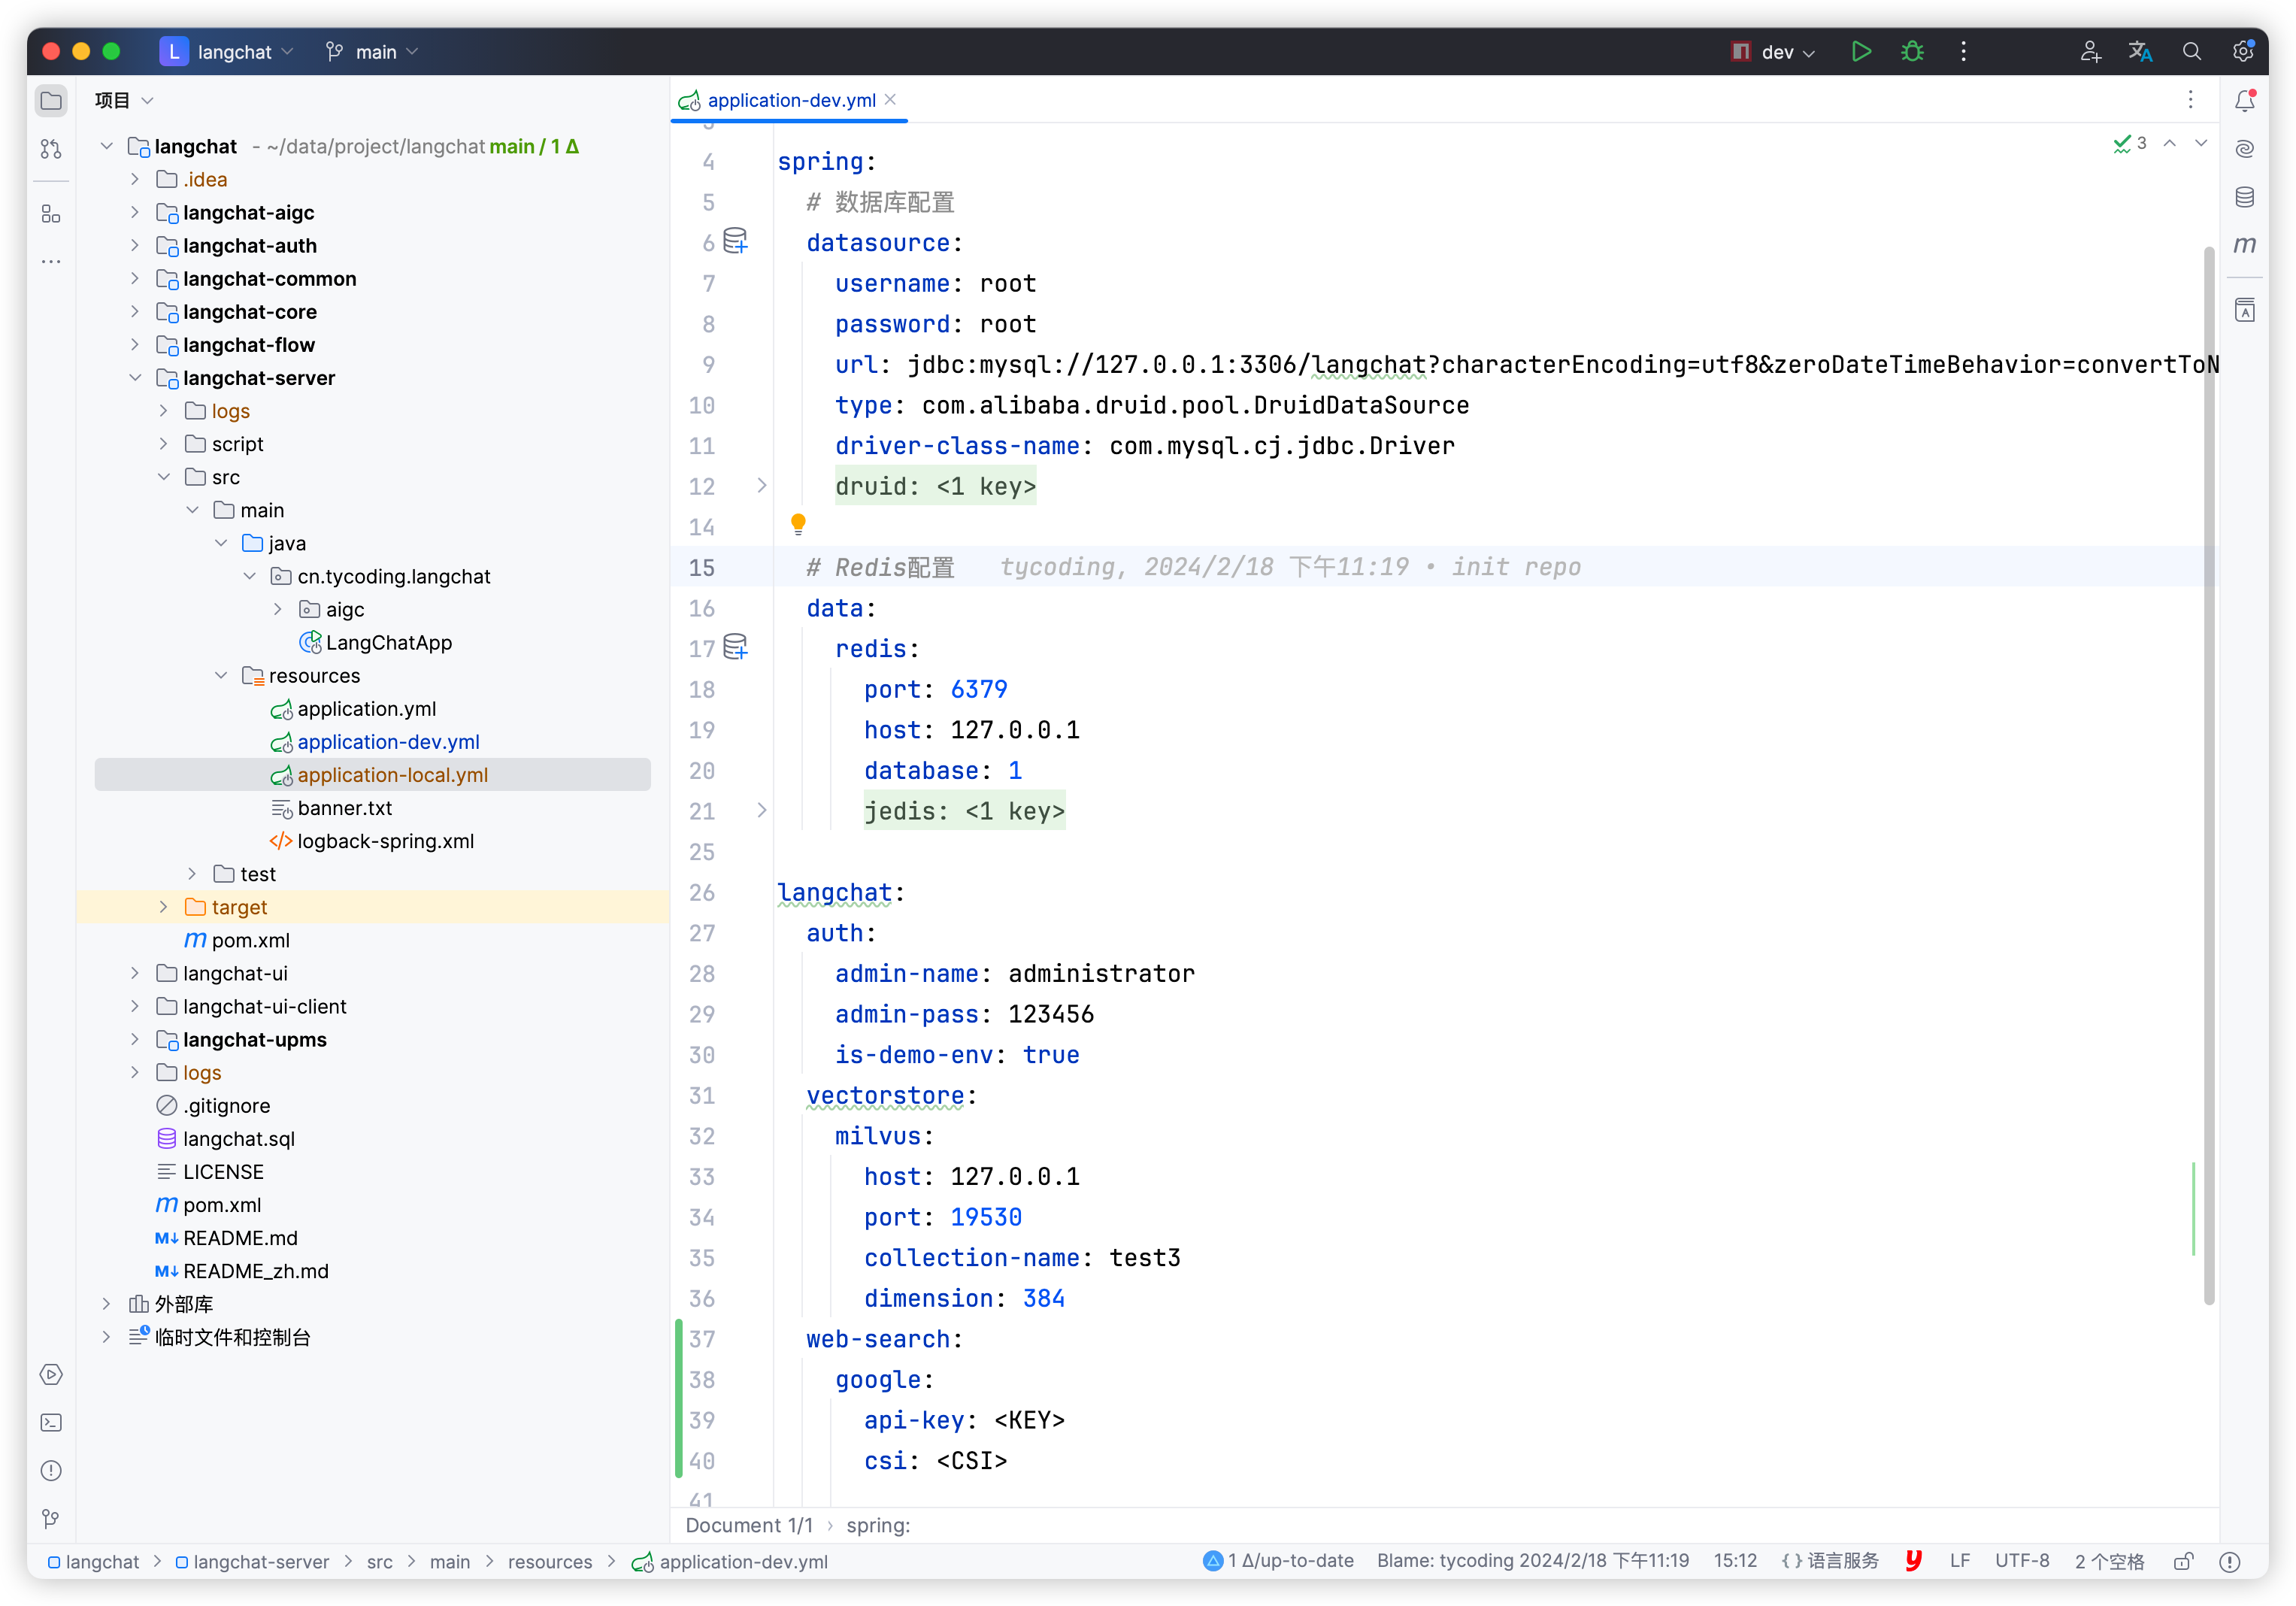 L langchat main dev
项目
langchat - ~/data/project/langchat main / 1 Δ
.idea
langchat-aigc
langchat-auth
langchat-common
langchat-core
langchat-flow
langchat-server
logs
script
src
main
java
cn.tycoding.langchat
aigc
LangChatApp
resources
application.yml
application-dev.yml
application-local.yml
banner.txt
logback-spring.xml
test
target
pom.xml
langchat-ui
langchat-ui-client
langchat-upms
logs
.gitignore
langchat.sql
LICENSE
pom.xml
README.md
README_zh.md
外部库
临时文件和控制台
application-dev.yml
3
4 spring:
5 # 数据库配置
6 datasource:
7 username: root
8 password: root
9 url: jdbc:mysql://127.0.0.1:3306/langchat?characterEncoding=utf8&zeroDateTimeBehavior=convertToN
10 type: com.alibaba.druid.pool.DruidDataSource
11 driver-class-name: com.mysql.cj.jdbc.Driver
12 druid: <1 key>
14
15 # Redis配置 tycoding, 2024/2/18 下午11:19 • init repo
16 data:
17 redis:
18 port: 6379
19 host: 127.0.0.1
20 database: 1
21 jedis: <1 key>
25
26 langchat:
27 auth:
28 admin-name: administrator
29 admin-pass: 123456
30 is-demo-env: true
31 vectorstore:
32 milvus:
33 host: 127.0.0.1
34 port: 19530
35 collection-name: test3
36 dimension: 384
37 web-search:
38 google:
39 api-key: <KEY>
40 csi: <CSI>
41
Document 1/1 › spring:
langchat > langchat-server > src > main > resources > application-dev.yml
1 Δ/up-to-date Blame: tycoding 2024/2/18 下午11:19 15:12 {} 语言服务 y LF UTF-8 2 个空格